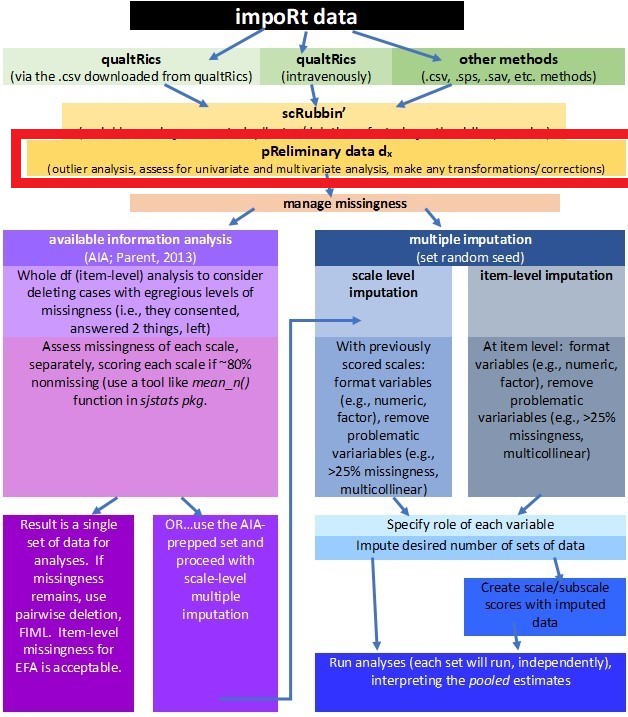 impoRt data
qualtRics
(via the .csv downloaded from qualtRics)
qualtRics
(intravenously)
other methods
(.csv, .sps, .sav, etc. methods)
scRubbin’
pReliminary data dx
(outlier analysis, assess for univariate and multivariate analysis, make any transformations/corrections)
manage missingness
available information analysis
(AIA; Parent, 2013)
Whole df (item-level) analysis to consider
deleting cases with egregious levels of
missingness (i.e., they consented,
answered 2 things, left)
Assess missingness of each scale,
separately, scoring each scale if ~80%
nonmissing (use a tool like mean_n()
function in sjstats pkg.
Result is a single
set of data for
analyses. If
missingness
remains, use
pairwise deletion,
FIML. Item-level
missingness for
EFA is acceptable.
OR...use the AIA-
prepped set and
proceed with
scale-level
multiple
imputation
multiple imputation
(set random seed)
scale level
imputation
With previously
scored scales:
format variables
(e.g., numeric,
factor), remove
problematic
varariables (e.g.,
>25% missingness,
multicollinear)
item-level imputation
At item level: format
variables (e.g., numeric,
factor), remove
problematic
varariables (e.g., >25%
missingness,
multicollinear)
Specify role of each variable
Impute desired number of sets of data
Create scale/subscale
scores with imputed
data
Run analyses (each set will run, independently),
interpreting the pooled estimates